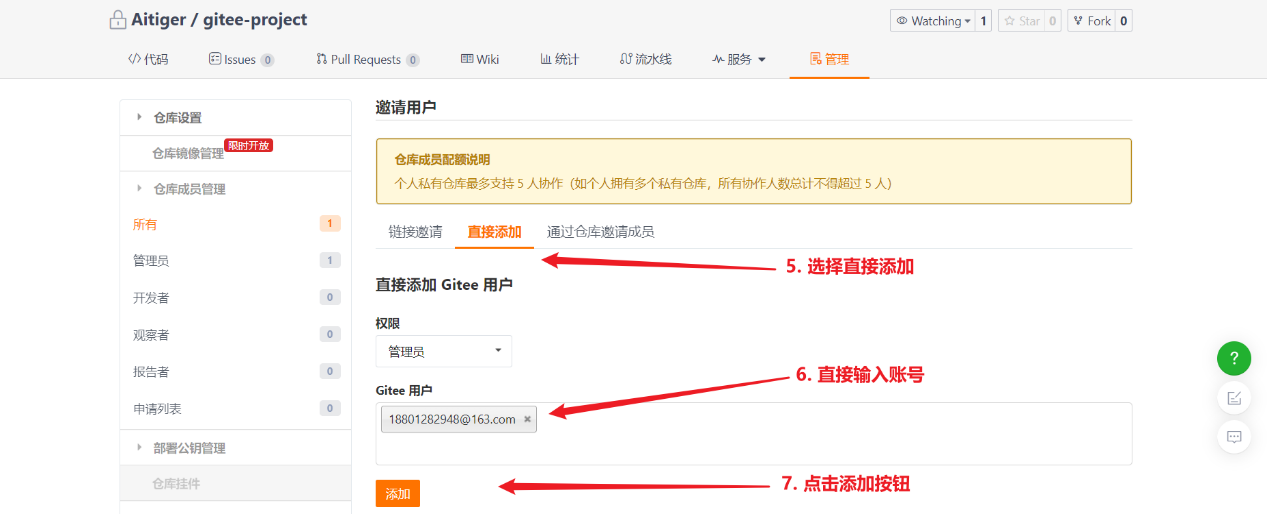 Aitiger / gitee-project
Watching 1 Star 0 Fork 0
代码 Issues 0 Pull Requests 0 Wiki 统计 流水线 服务 管理
仓库设置
仓库镜像管理 限时开放
仓库成员管理
所有 1
管理员 1
开发者 0
观察者 0
报告者 0
申请列表 0
部署公钥管理
仓库挂件
邀请用户
仓库成员配额说明
个人私有仓库最多支持 5 人协作（如个人拥有多个私有仓库，所有协作人数总计不得超过 5 人）
链接邀请 直接添加 通过仓库邀请成员
5. 选择直接添加
直接添加 Gitee 用户
权限
管理员
6. 直接输入账号
Gitee 用户
18801282948@163.com ×
7. 点击添加按钮
添加
?